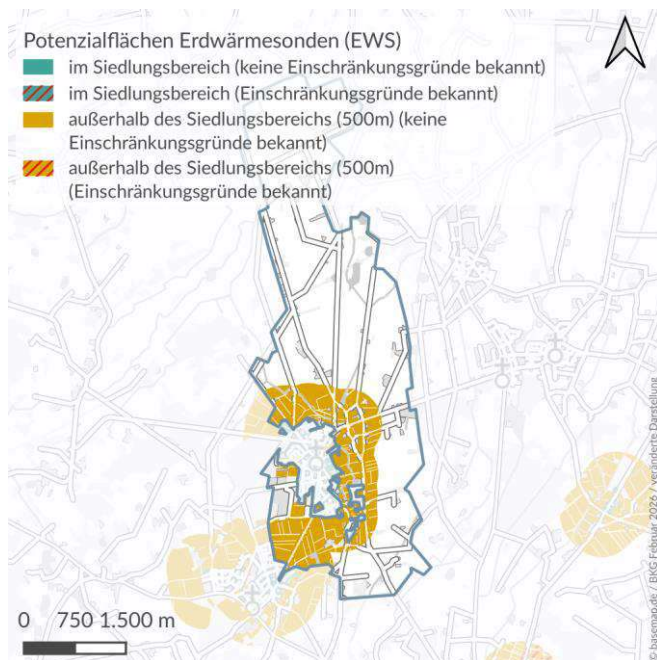 Potenzialflächen Erdwärmesonden (EWS)
im Siedlungsbereich (keine Einschränkungsgründe bekannt)
im Siedlungsbereich (Einschränkungsgründe bekannt)
außerhalb des Siedlungsbereichs (500m) (keine
Einschränkungsgründe bekannt)
außerhalb des Siedlungsbereichs (500m)
(Einschränkungsgründe bekannt)
0 750 1.500 m
© basemap.de / BKG Februar 2026 / veränderte Darstellung